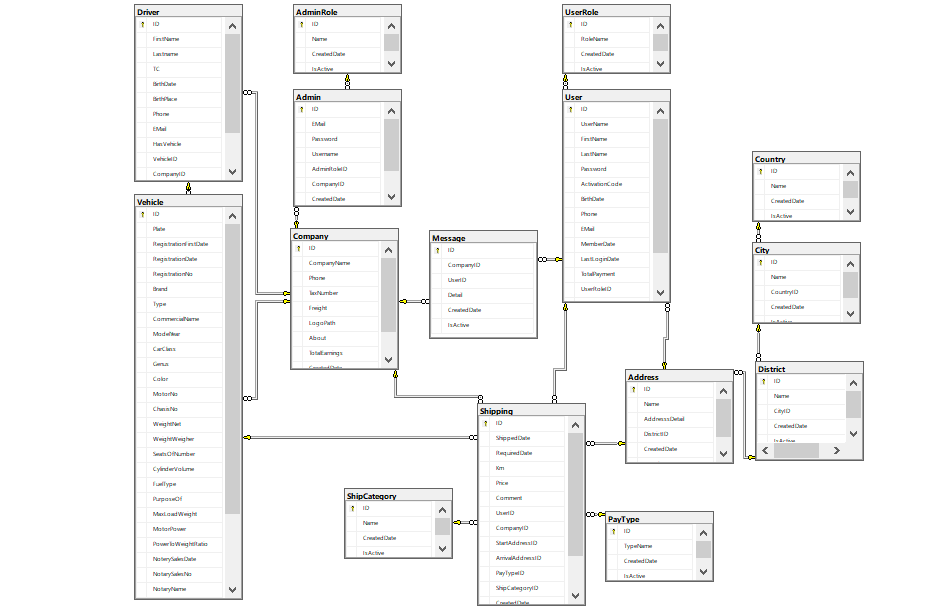 Driver
ID
FirstName
Lastname
TC
BirthDate
BirthPlace
Phone
EMail
HasVehicle
VehicleID
CompanyID
AdminRole
ID
Name
CreatedDate
IsActive
UserRole
ID
RoleName
CreatedDate
IsActive
Admin
ID
EMail
Password
Username
AdminRoleID
CompanyID
CreatedDate
User
ID
UserName
FirstName
LastName
Password
ActivationCode
BirthDate
Phone
EMail
MemberDate
LastLoginDate
TotalPayment
UserRoleID
Country
ID
Name
CreatedDate
IsActive
Vehicle
ID
Plate
RegistrationFirstDate
RegistrationDate
RegistrationNo
Brand
Type
CommercialName
ModelYear
CarClass
Genus
Color
MotorNo
ChasisNo
WeightNet
WeightWeigher
SeatsOfNumber
CylinderVolume
FuelType
PurposeOf
MaxLoadWeight
MotorPower
PowerToWeightRatio
NoterySalesDate
NotarySalesNo
NotaryName
Company
ID
CompanyName
Phone
TaxNumber
Freight
LogoPath
About
TotalEarnings
CreatedDate
Message
ID
CompanyID
UserID
Detail
CreatedDate
IsActive
City
ID
Name
CountryID
CreatedDate
IsActive
District
ID
Name
CityID
CreatedDate
IsActive
Address
ID
Name
AddresssDetail
DistrictID
CreatedDate
Shipping
ID
ShippedDate
RequiredDate
Km
Price
Comment
UserID
CompanyID
StartAddressID
ArrivalAddressID
PayTypeID
ShipCategoryID
CreatedDate
ShipCategory
ID
Name
CreatedDate
IsActive
PayType
ID
TypeName
CreatedDate
IsActive